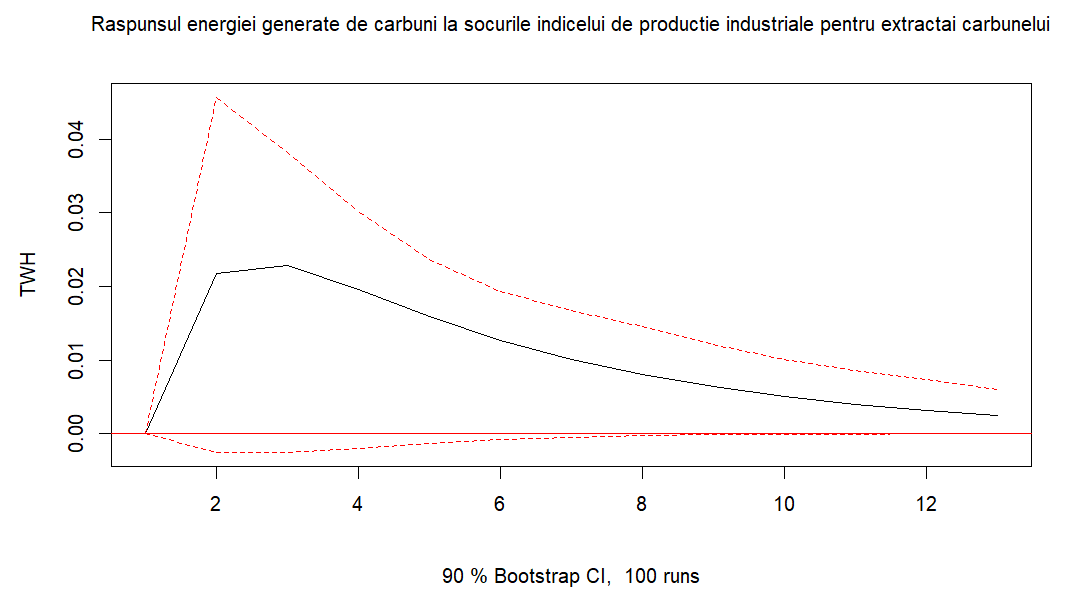 Raspunsul energiei generate de carbuni la socurile indicelui de productie industriale pentru extractai carbunelui
TWH
0.04
0.03
0.02
0.01
0.00
2 4 6 8 10 12
90 % Bootstrap CI, 100 runs